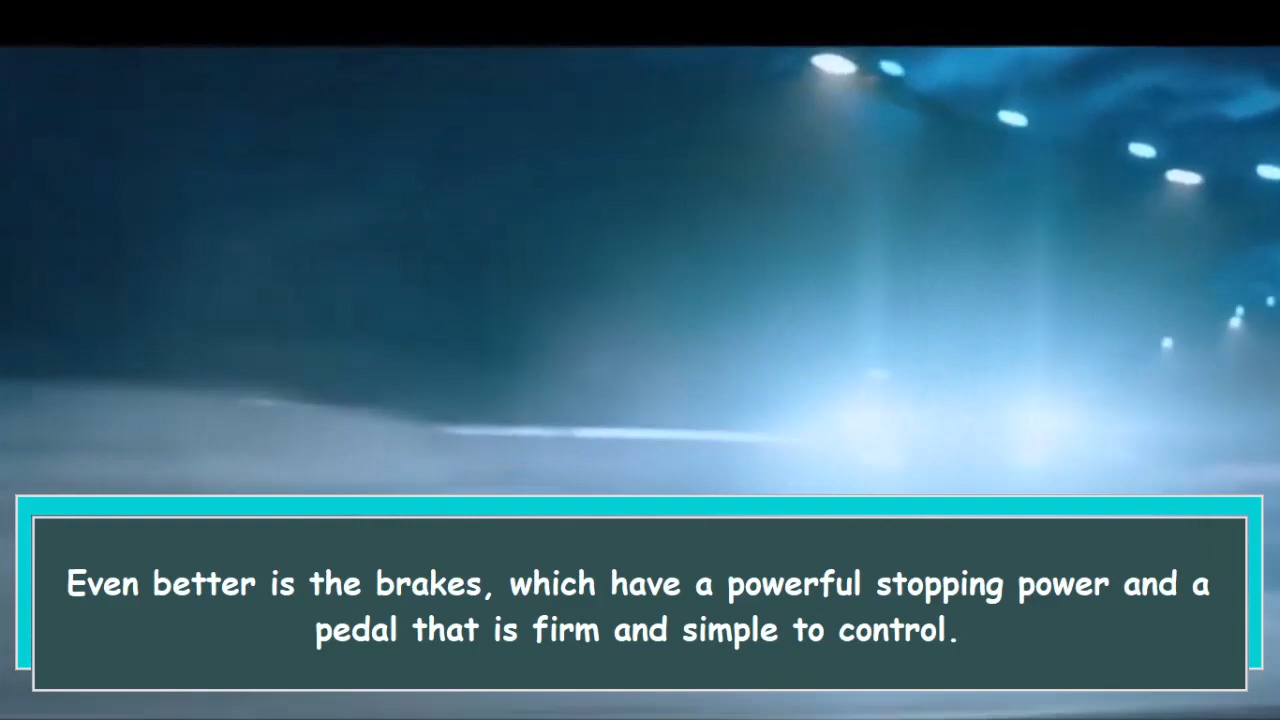 Even better is the brakes, which have a powerful stopping power and a
pedal that is firm and simple to control.